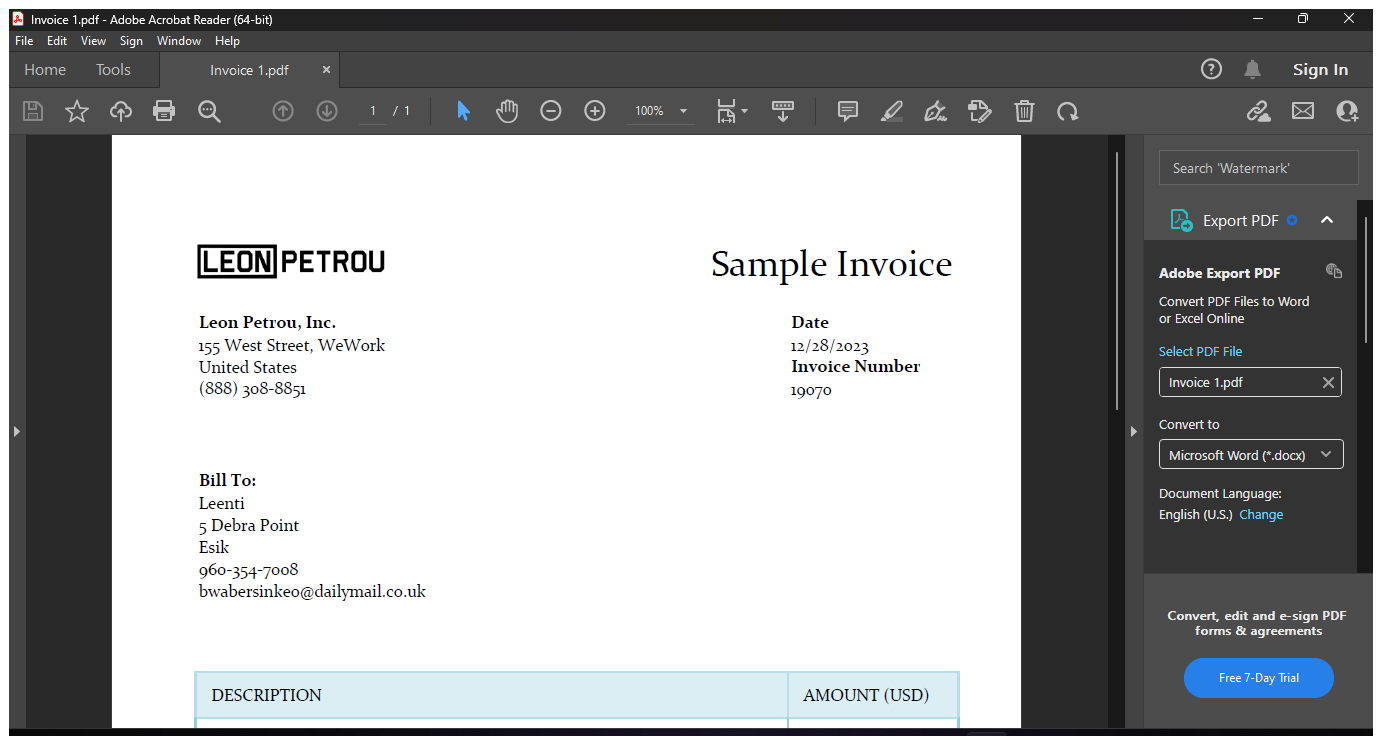 Invoice 1.pdf - Adobe Acrobat Reader (64-bit)
File Edit View Sign Window Help
Home Tools Invoice 1.pdf × Sign In
1 / 1 100%
Search 'Watermark'
Export PDF
Adobe Export PDF
Convert PDF Files to Word
or Excel Online
Select PDF File
Invoice 1.pdf
Convert to
Microsoft Word (*.docx)
Document Language:
English (U.S.) Change
Convert, edit and e-sign PDF
forms & agreements
Free 7-Day Trial
LEON PETROU
Sample Invoice
Leon Petrou, Inc.
155 West Street, WeWork
United States
(888) 308-8851
Date
12/28/2023
Invoice Number
19070
Bill To:
Leenti
5 Debra Point
Esik
960-354-7008
bwabersinkeo@dailymail.co.uk
DESCRIPTION AMOUNT (USD)